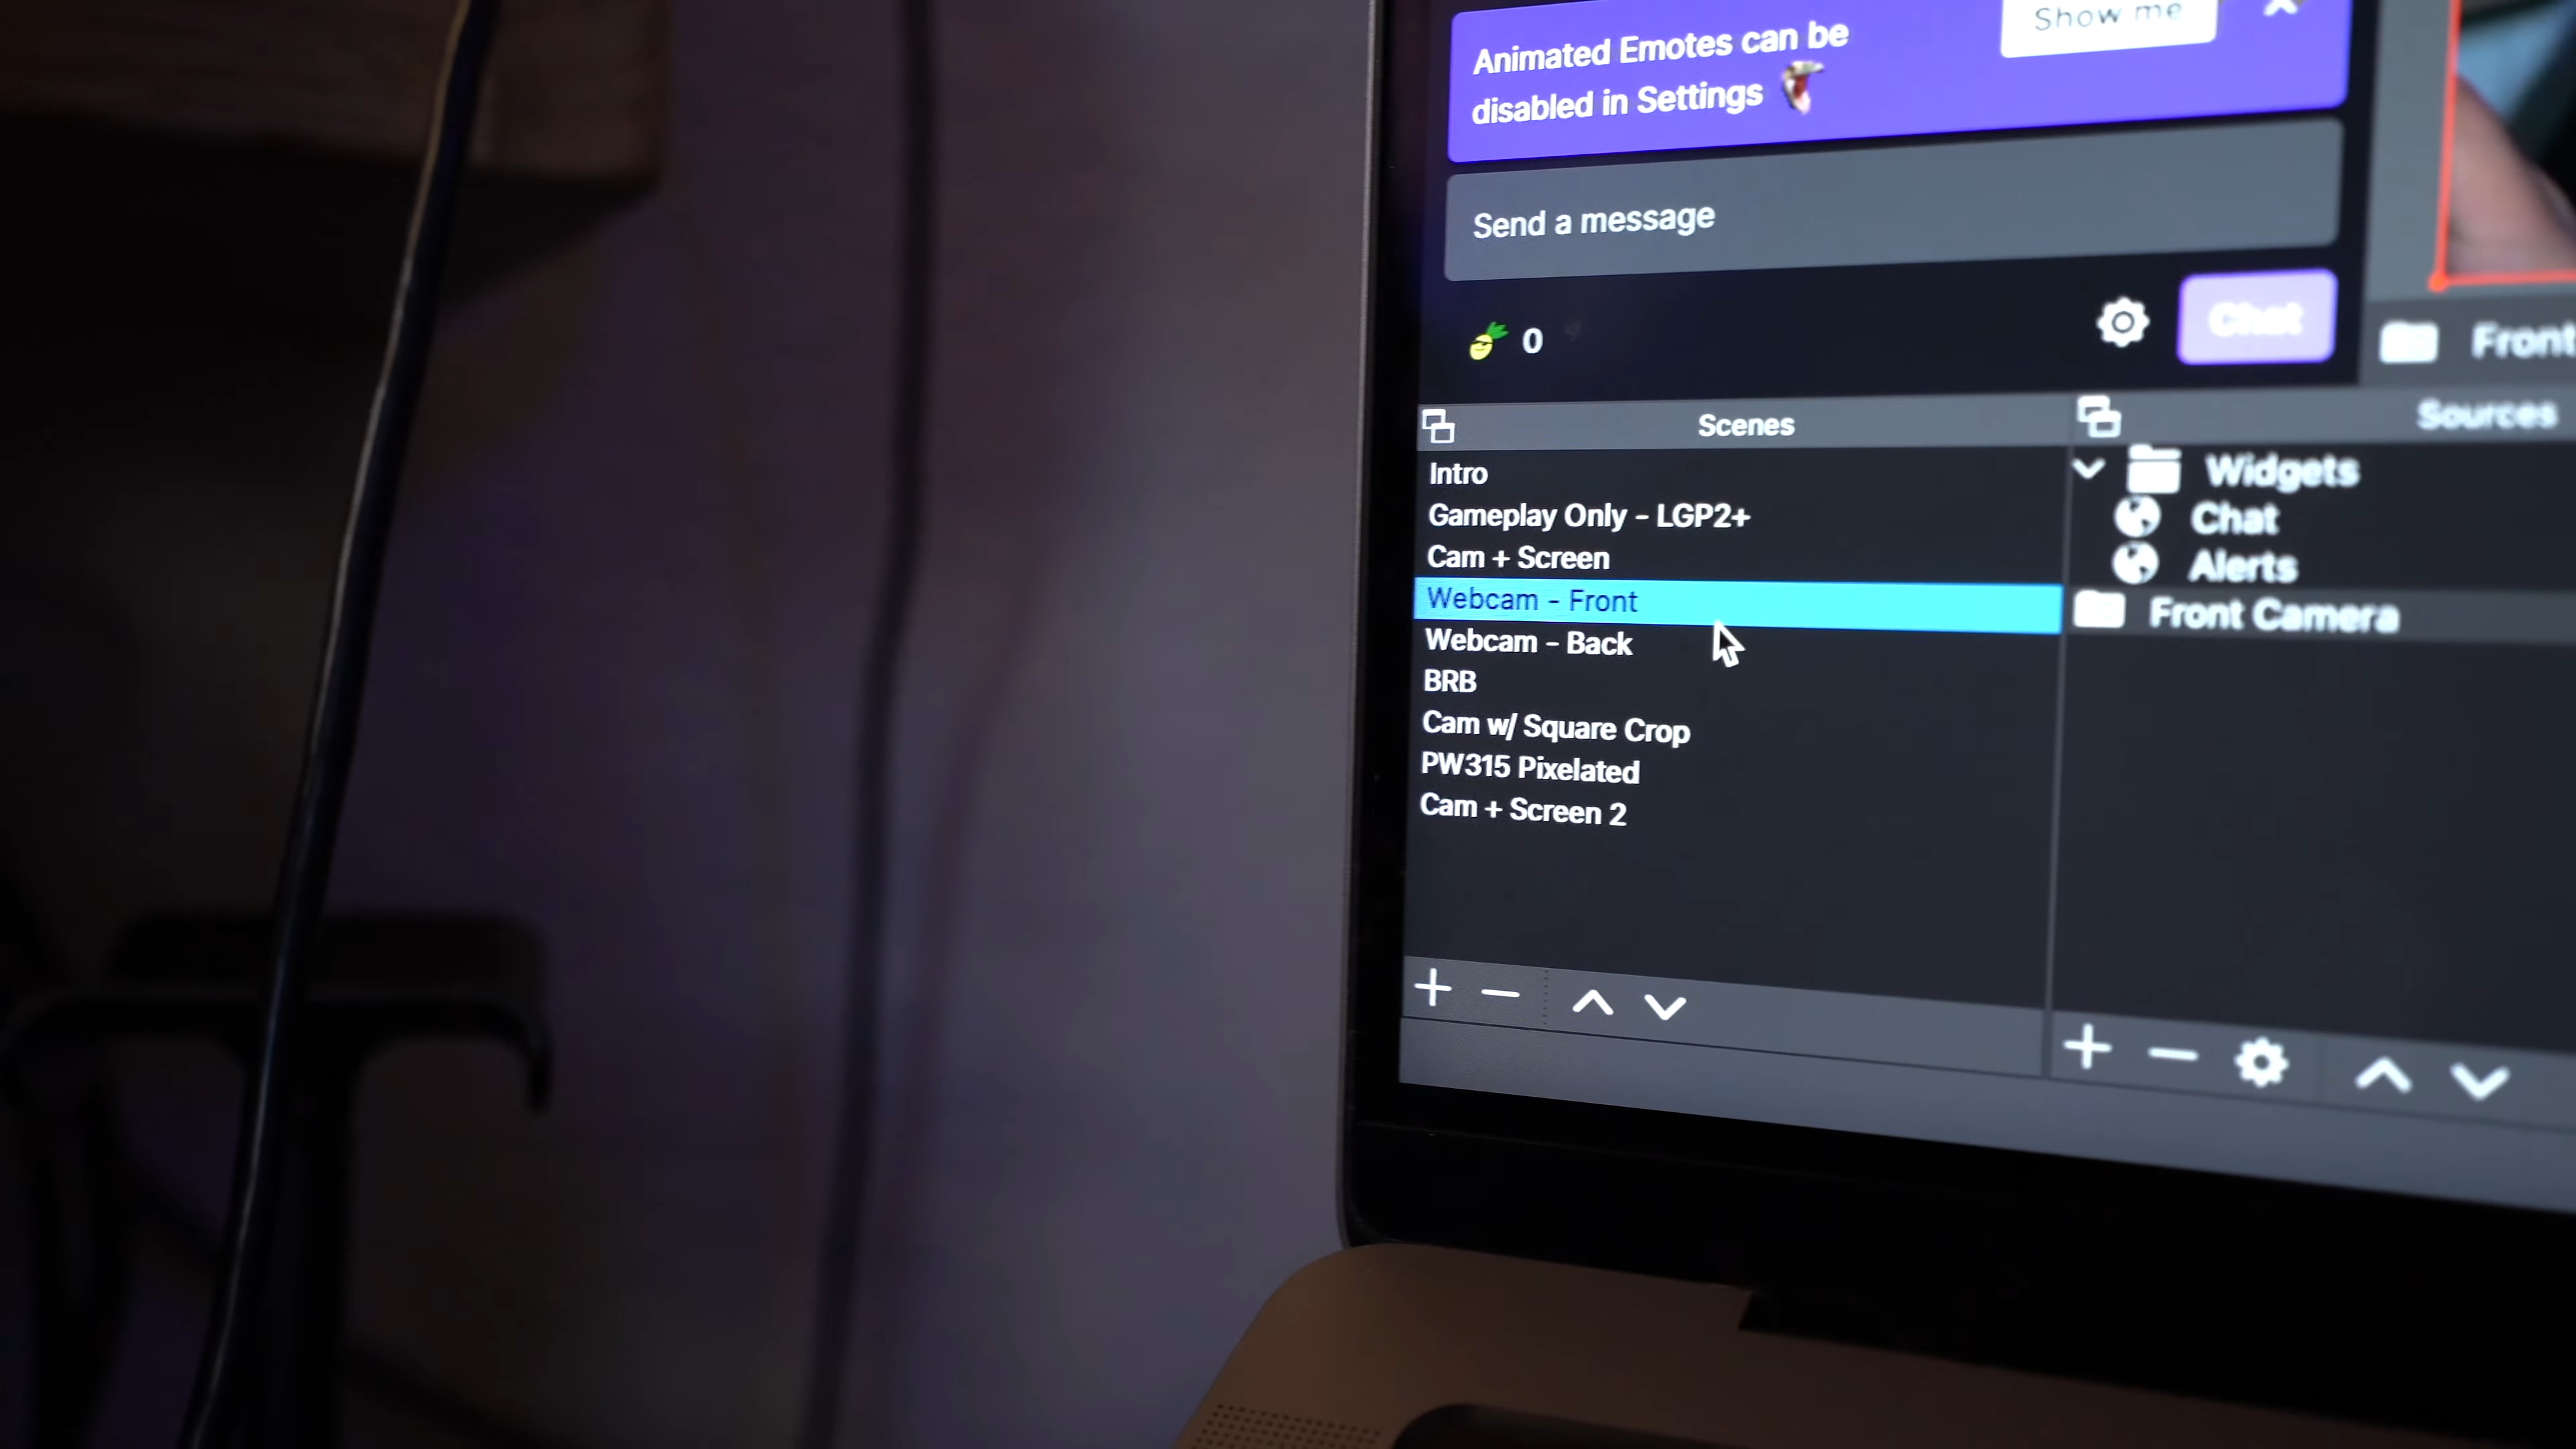 Animated Emotes can be
disabled in Settings
Show me
Send a message
0
Chat
Front
Scenes
Intro
Gameplay Only - LGP2+
Cam + Screen
Webcam - Front
Webcam - Back
BRB
Cam w/ Square Crop
PW315 Pixelated
Cam + Screen 2
Sources
Widgets
Chat
Alerts
Front Camera